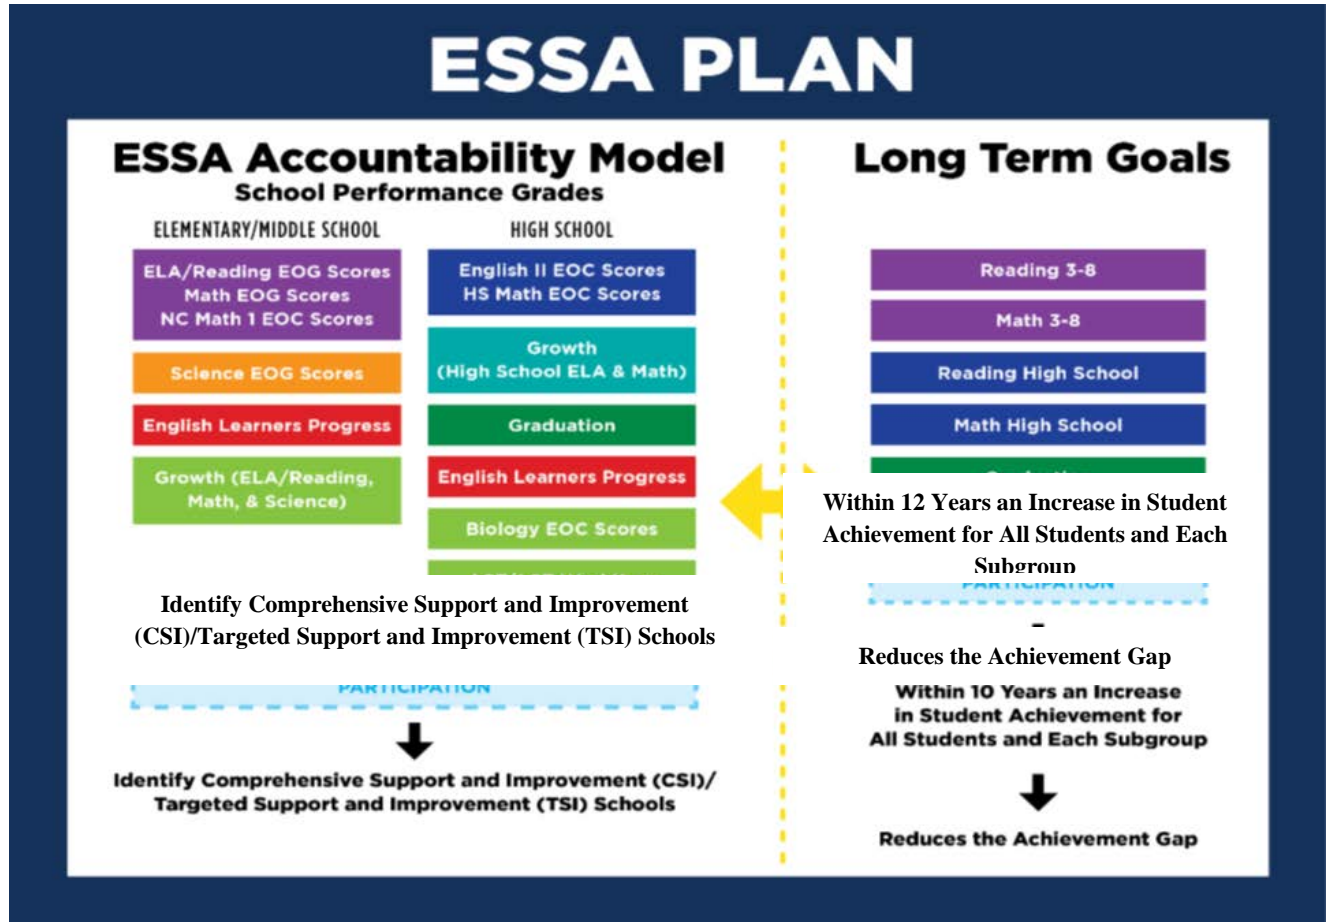 ESSA PLAN
ESSA Accountability Model
School Performance Grades
ELEMENTARY/MIDDLE SCHOOL
ELA/Reading EOG Scores
Math EOG Scores
NC Math 1 EOC Scores
Science EOG Scores
English Learners Progress
Growth (ELA/Reading,
Math, & Science)
HIGH SCHOOL
English II EOC Scores
HS Math EOC Scores
Growth
(High School ELA & Math)
Graduation
English Learners Progress
Biology EOC Scores
Identify Comprehensive Support and Improvement
(CSI)/Targeted Support and Improvement (TSI) Schools
PARTICIPATION
Identify Comprehensive Support and Improvement (CSI)/
Targeted Support and Improvement (TSI) Schools
Long Term Goals
Reading 3-8
Math 3-8
Reading High School
Math High School
Within 12 Years an Increase in Student
Achievement for All Students and Each
Subgroup
PARTICIPATION
Reduces the Achievement Gap
Within 10 Years an Increase
in Student Achievement for
All Students and Each Subgroup
Reduces the Achievement Gap